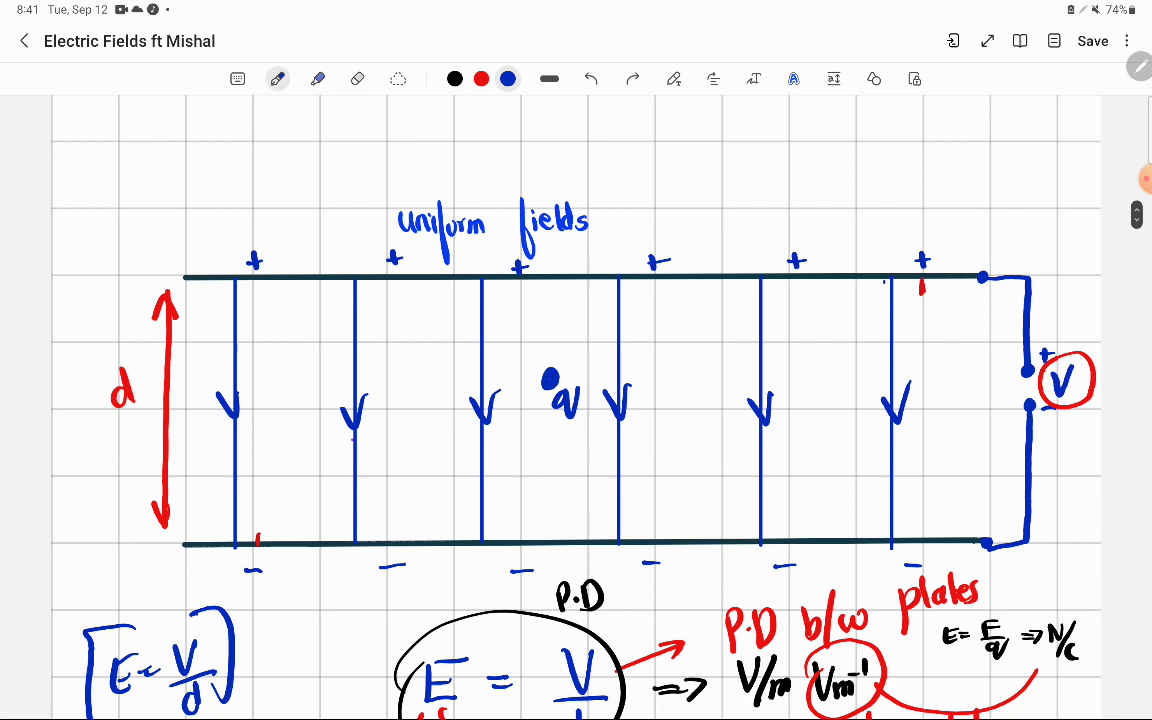 8:41 Tue, Sep 12 74%
Electric Fields ft Mishal Save
uniform fields
+ + + + + +
d
q
+
V
-
- - - - - -
P.D
P.D b/w plates
E = V/d
E = V
=> V/m Vm⁻¹
E = F/q => N/C